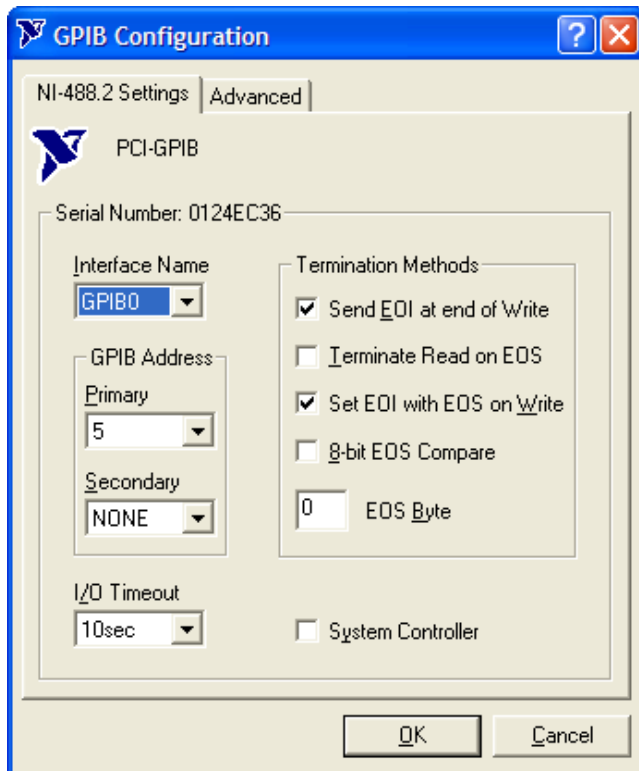 GPIB Configuration
NI-488.2 Settings
Advanced
PCI-GPIB
Serial Number: 0124EC36
Interface Name
GPIB0
GPIB Address
Primary
5
Secondary
NONE
I/O Timeout
10sec
Termination Methods
Send EOI at end of Write
Terminate Read on EOS
Set EOI with EOS on Write
8-bit EOS Compare
0 EOS Byte
System Controller
OK
Cancel